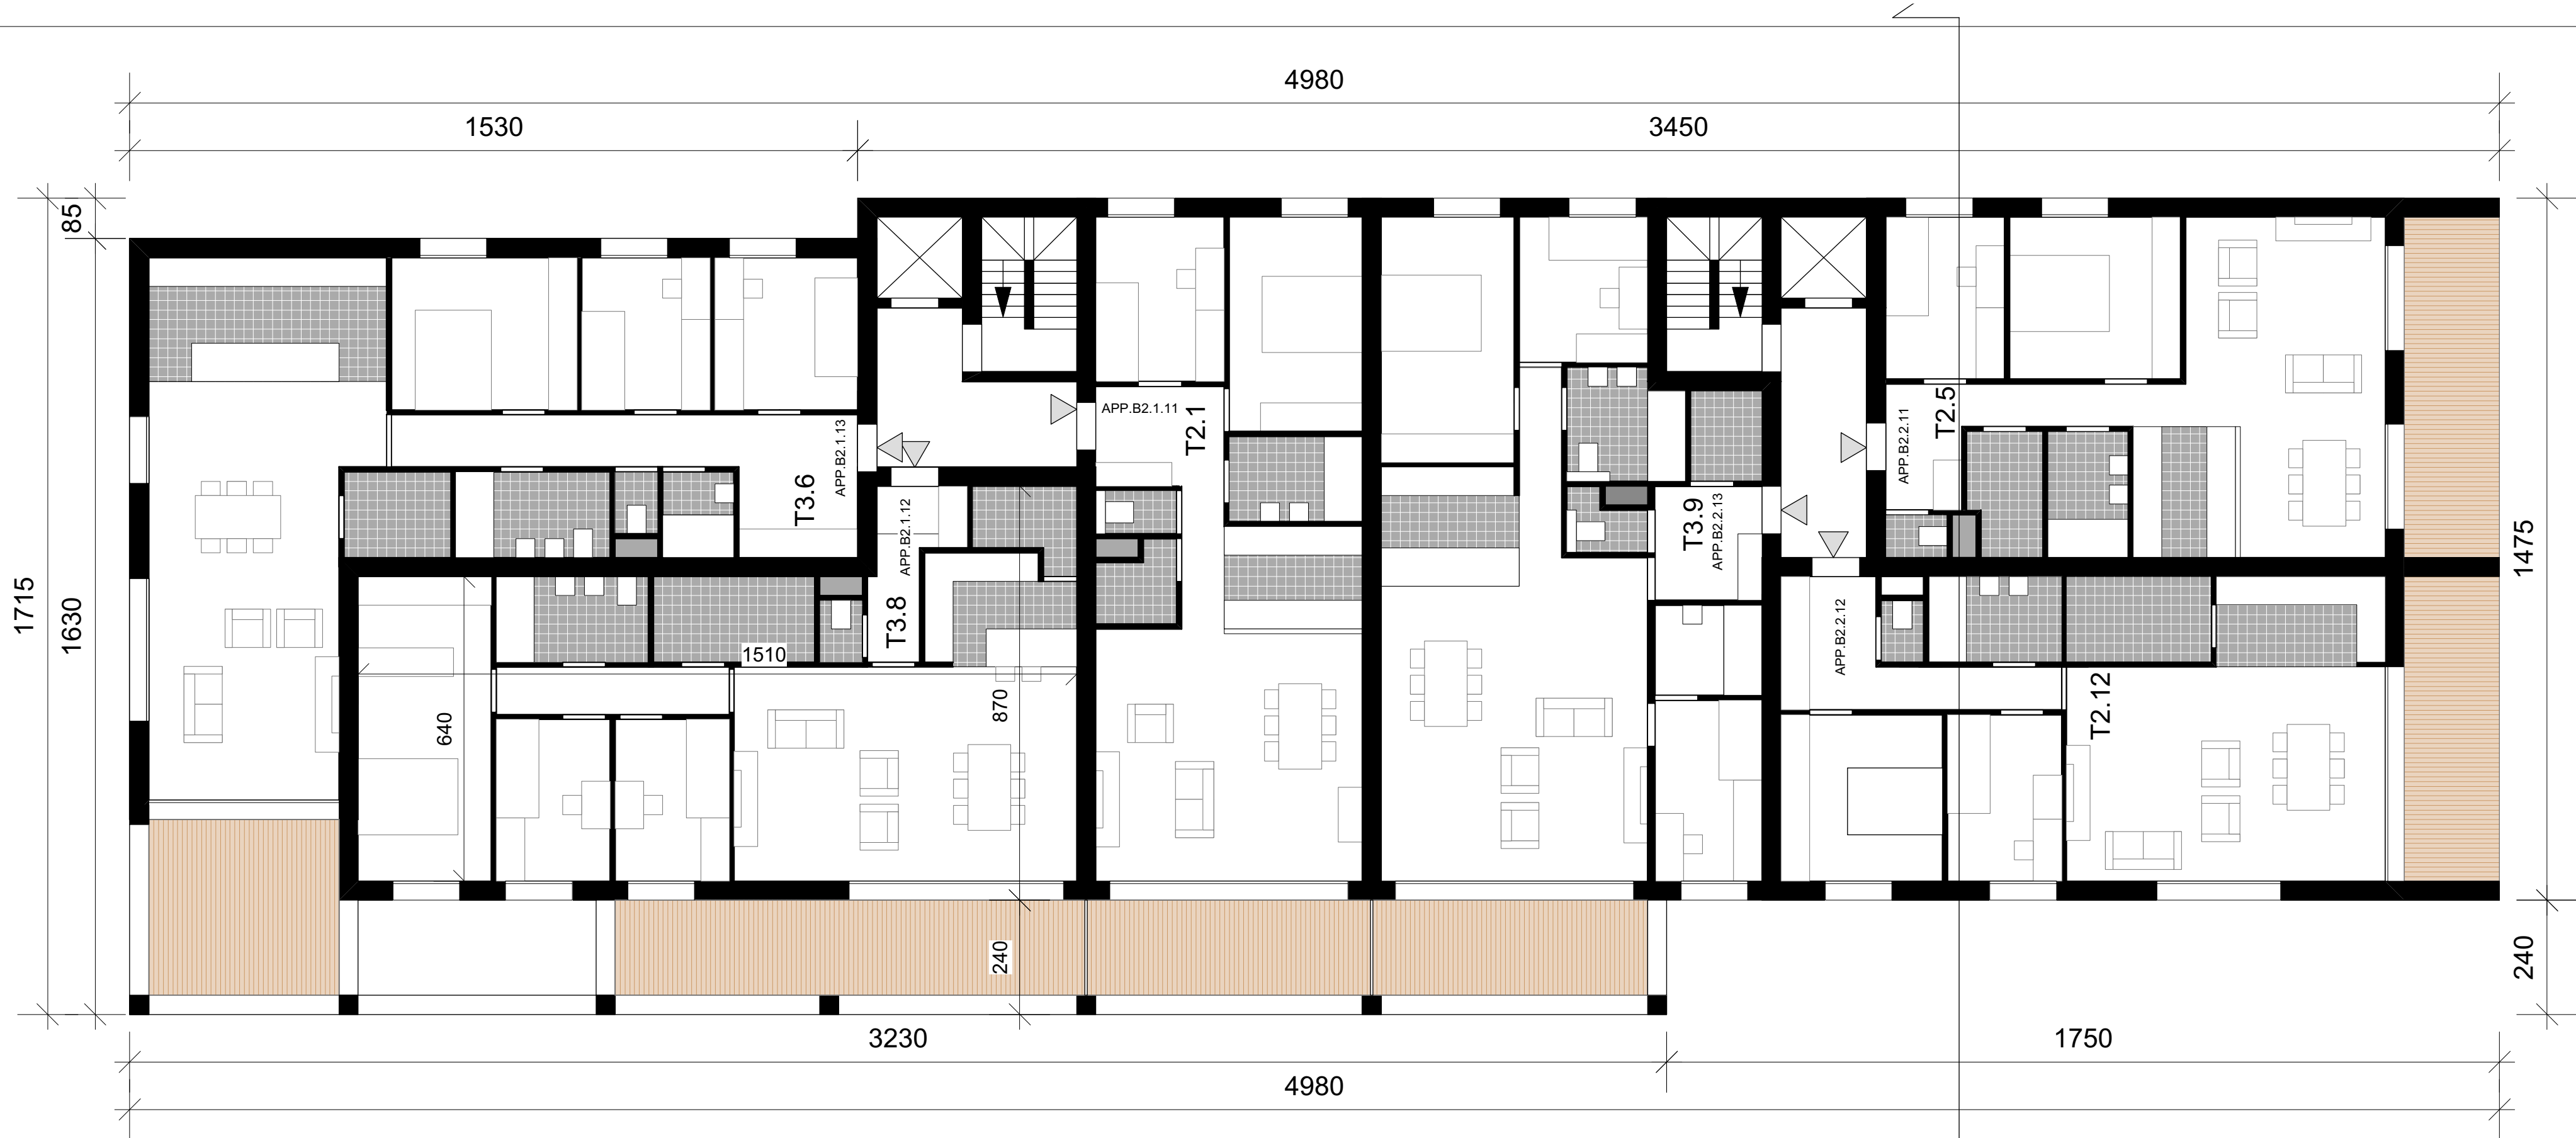 4980
1530
3450
85
1715
1630
1475
240
APP.B2.1.13
T3.6
APP.B2.1.12
T3.8
APP.B2.1.11
T2.1
T3.9
APP.B2.2.13
APP.B2.2.11
T2.5
APP.B2.2.12
T2.12
1510
640
870
240
3230
1750
4980